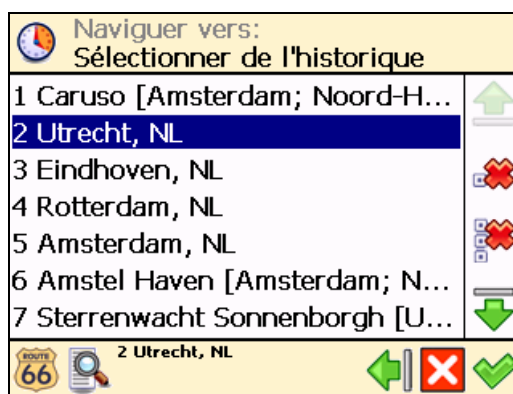 Naviguer vers:
Sélectionner de l'historique
1 Caruso [Amsterdam; Noord-H...
2 Utrecht, NL
3 Eindhoven, NL
4 Rotterdam, NL
5 Amsterdam, NL
6 Amstel Haven [Amsterdam; N...
7 Sterrenwacht Sonnenborgh [U...
ROUTE
66
2 Utrecht, NL